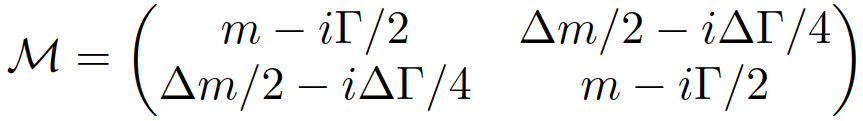 m − iΓ/2 Δm/2 − iΔΓ/4
ℳ =
Δm/2 − iΔΓ/4 m − iΓ/2